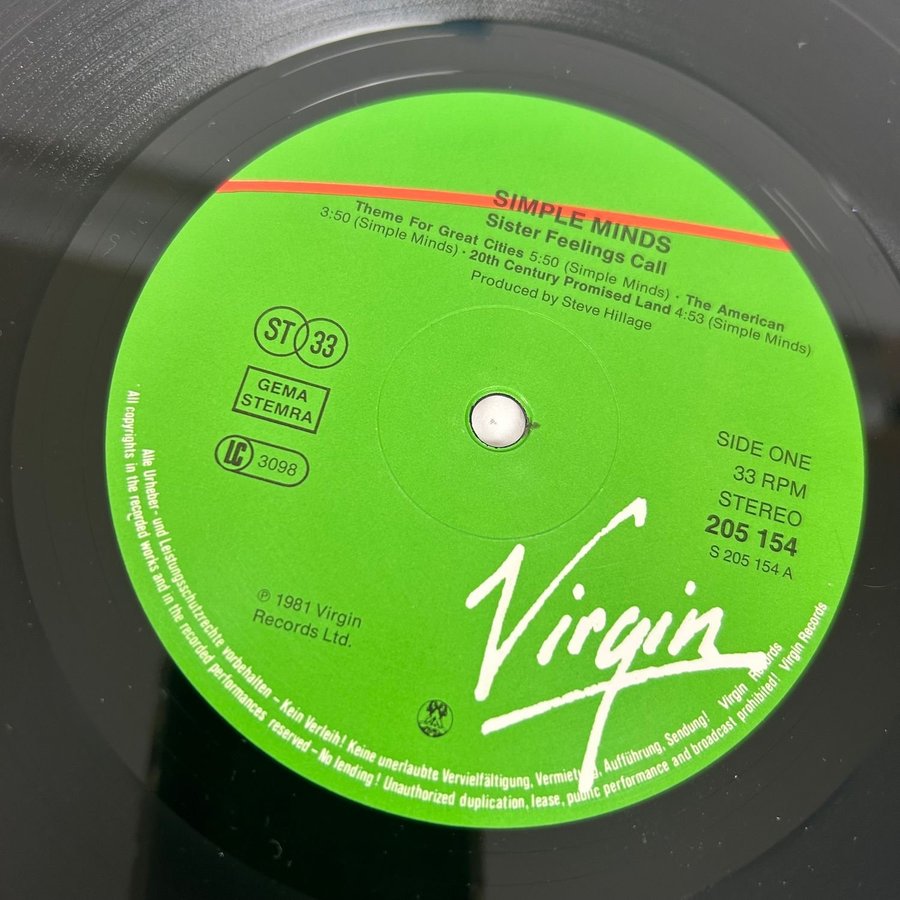 SIMPLE MINDS
Sister Feelings Call
Theme For Great Cities 5:50 (Simple Minds) · The American
3:50 (Simple Minds) · 20th Century Promised Land 4:53 (Simple Minds)
Produced by Steve Hillage
ST 33
GEMA
STEMRA
LC 3098
SIDE ONE
33 RPM
STEREO
205 154
S 205 154 A
℗ 1981 Virgin
Records Ltd.
Virgin
Alle Urheber- und Leistungsschutzrechte vorbehalten – Kein Verleih! Keine unerlaubte Vervielfältigung, Vermietung, Aufführung, Sendung! Virgin Records
All copyrights in the recorded works and in the recorded performances reserved – No lending! Unauthorized duplication, lease, public performance and broadcast prohibited! Virgin Records